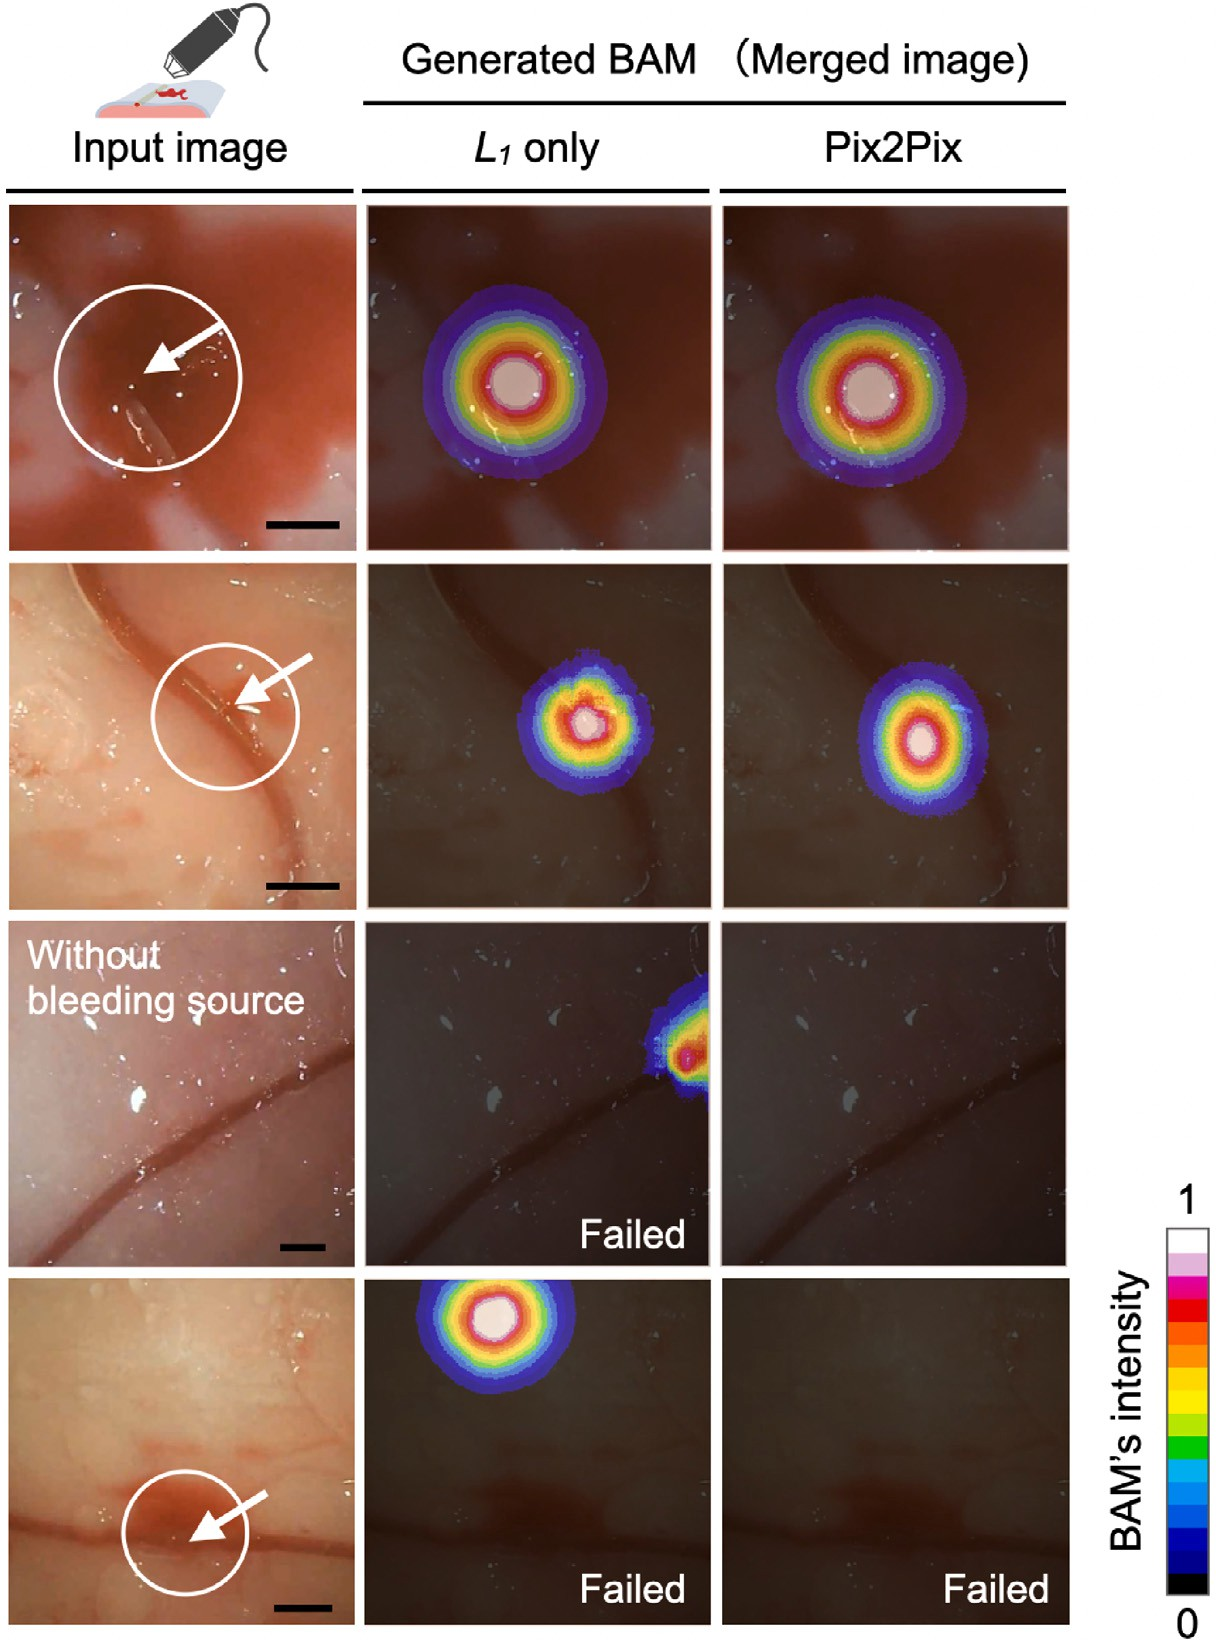 Generated BAM （Merged image)
Input image
L₁ only
Pix2Pix
Without
bleeding source
Failed
Failed
Failed
1
BAM's intensity
0